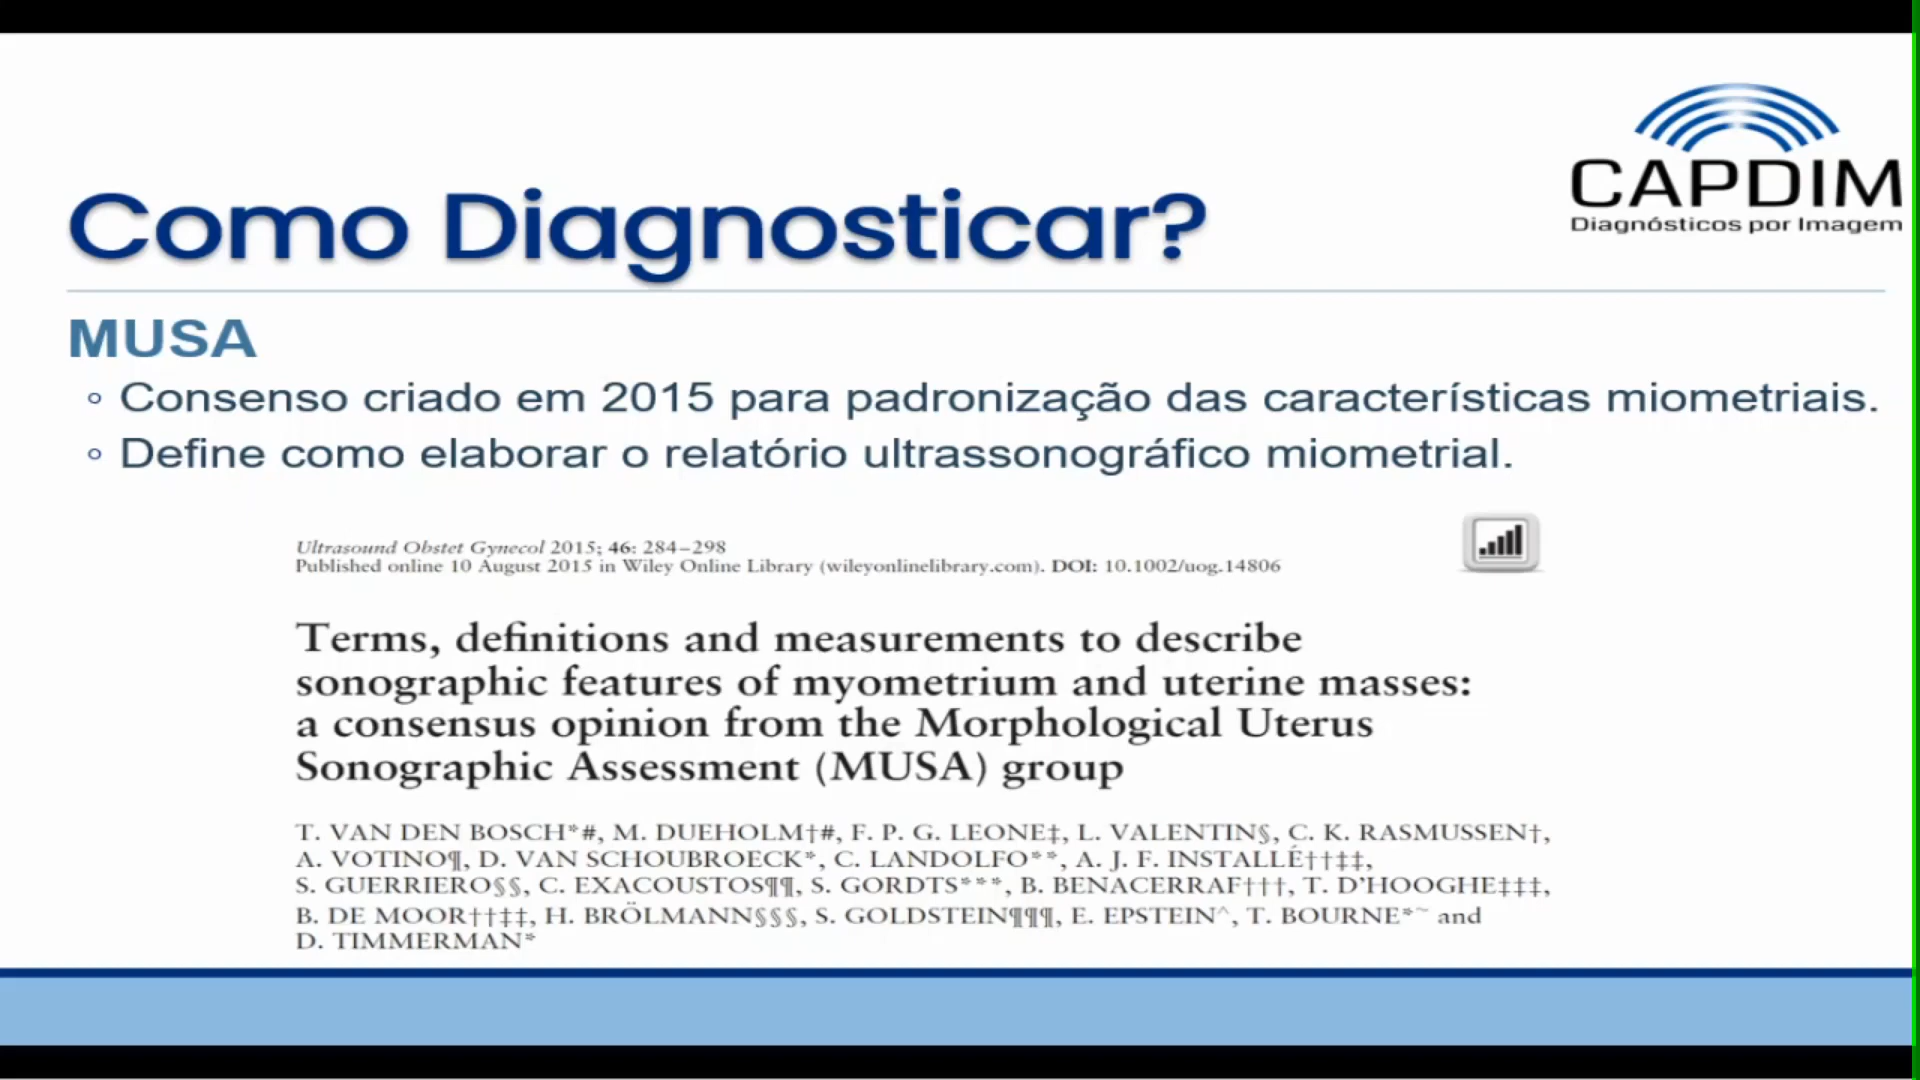 CAPDIM
Diagnósticos por Imagem
Como Diagnosticar?
MUSA
◦ Consenso criado em 2015 para padronização das características miometriais.
◦ Define como elaborar o relatório ultrassonográfico miometrial.
Ultrasound Obstet Gynecol 2015; 46: 284–298
Published online 10 August 2015 in Wiley Online Library (wileyonlinelibrary.com). DOI: 10.1002/uog.14806
Terms, definitions and measurements to describe
sonographic features of myometrium and uterine masses:
a consensus opinion from the Morphological Uterus
Sonographic Assessment (MUSA) group
T. VAN DEN BOSCH*#, M. DUEHOLM†#, F. P. G. LEONE‡, L. VALENTIN§, C. K. RASMUSSEN†,
A. VOTINO¶, D. VAN SCHOUBROECK*, C. LANDOLFO**, A. J. F. INSTALLÉ††‡‡,
S. GUERRIERO§§, C. EXACOUSTOS¶¶, S. GORDTS***, B. BENACERRAF†††, T. D'HOOGHE‡‡‡,
B. DE MOOR††‡‡, H. BRÖLMANN§§§, S. GOLDSTEIN¶¶¶, E. EPSTEIN^, T. BOURNE*~ and
D. TIMMERMAN*